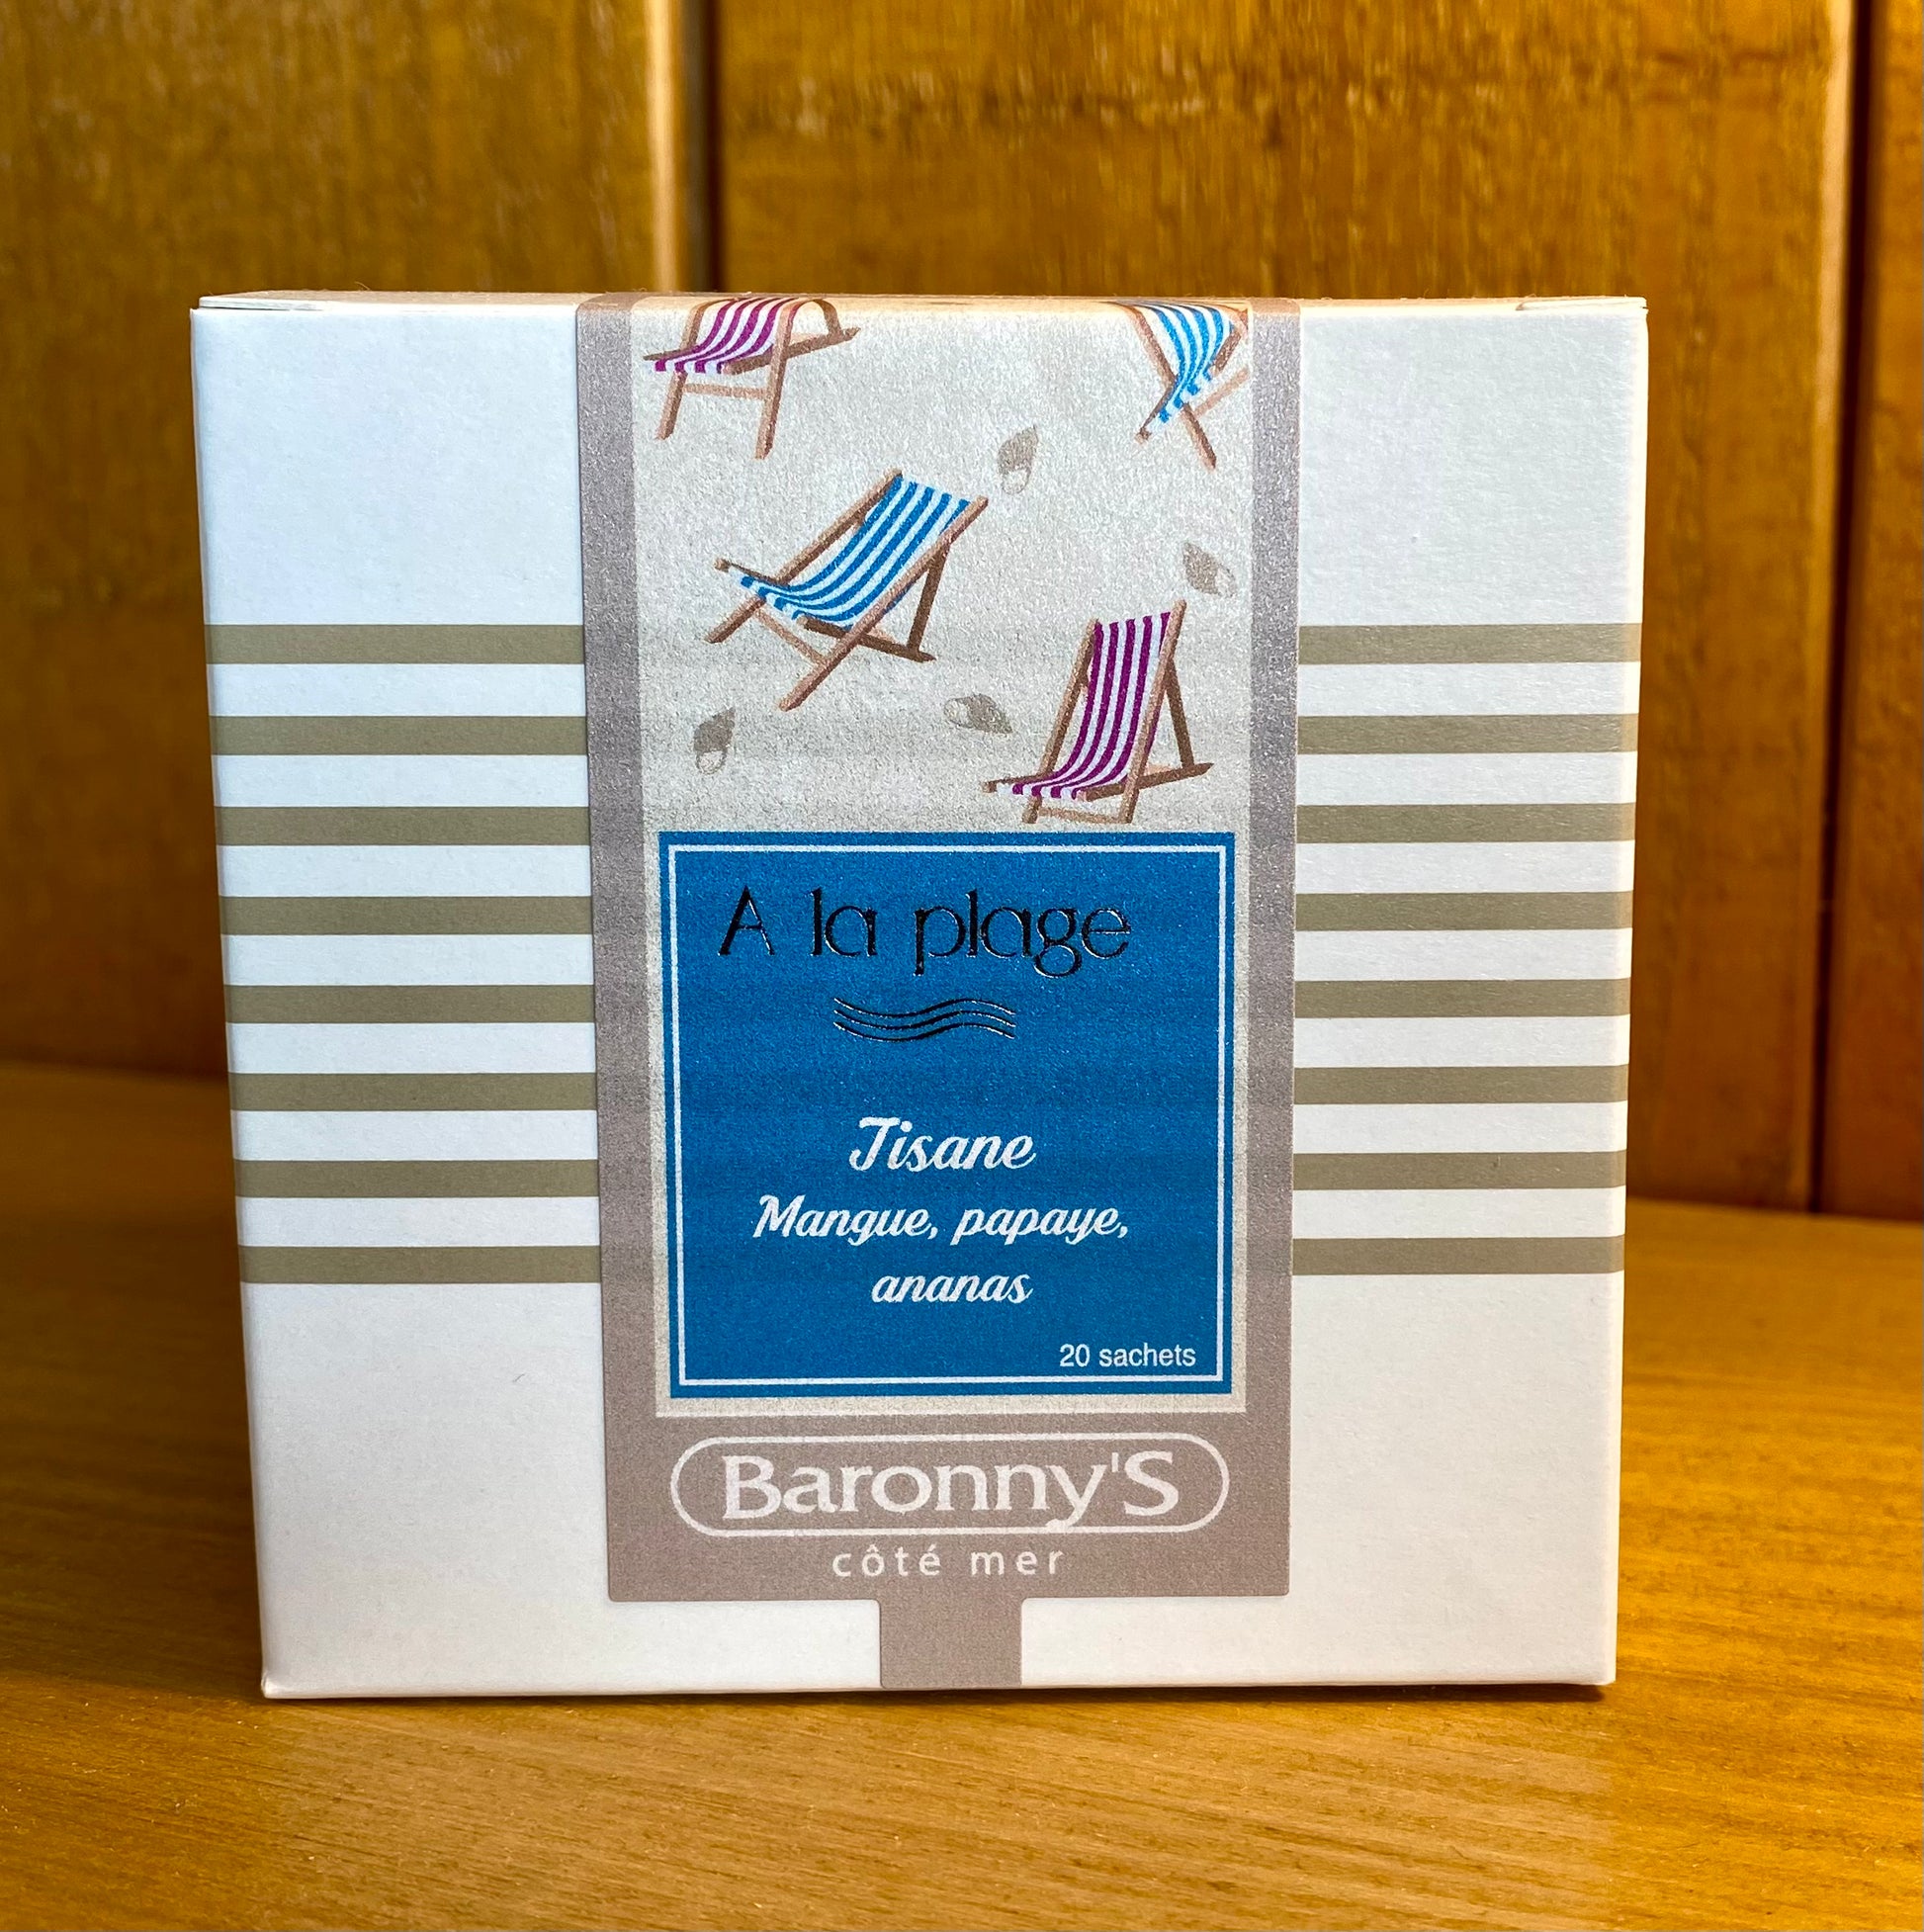 A la plage
Tisane
Mangue, papaye,
ananas
20 sachets
Baronny'S
côté mer